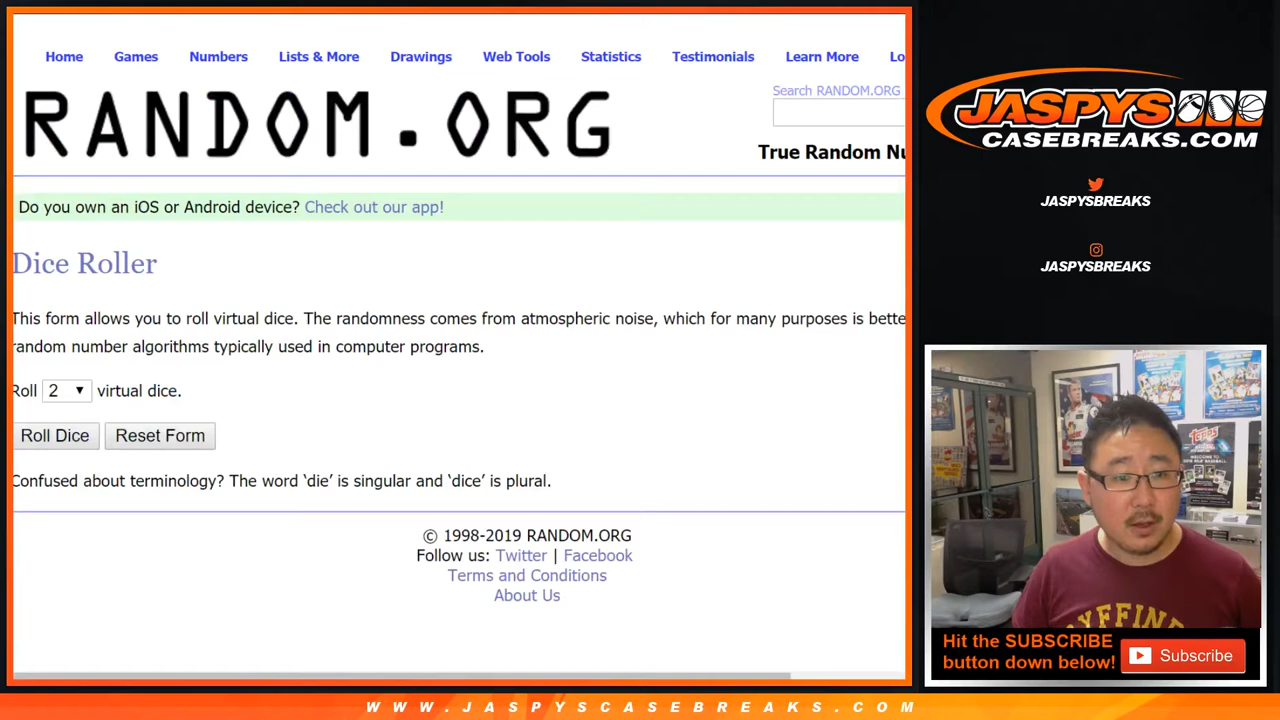 Home Games Numbers Lists & More Drawings Web Tools Statistics Testimonials Learn More Lo
RANDOM.ORG
Search RANDOM.ORG
True Random Nu
Do you own an iOS or Android device? Check out our app!
Dice Roller
This form allows you to roll virtual dice. The randomness comes from atmospheric noise, which for many purposes is bette
random number algorithms typically used in computer programs.
Roll 2 virtual dice.
Roll Dice Reset Form
Confused about terminology? The word ‘die’ is singular and ‘dice’ is plural.
© 1998-2019 RANDOM.ORG
Follow us: Twitter | Facebook
Terms and Conditions
About Us
JASPYS
CASEBREAKS.COM
JASPYSBREAKS
JASPYSBREAKS
topps
Hit the SUBSCRIBE
button down below!
Subscribe
WWW.JASPYSCASEBREAKS.COM